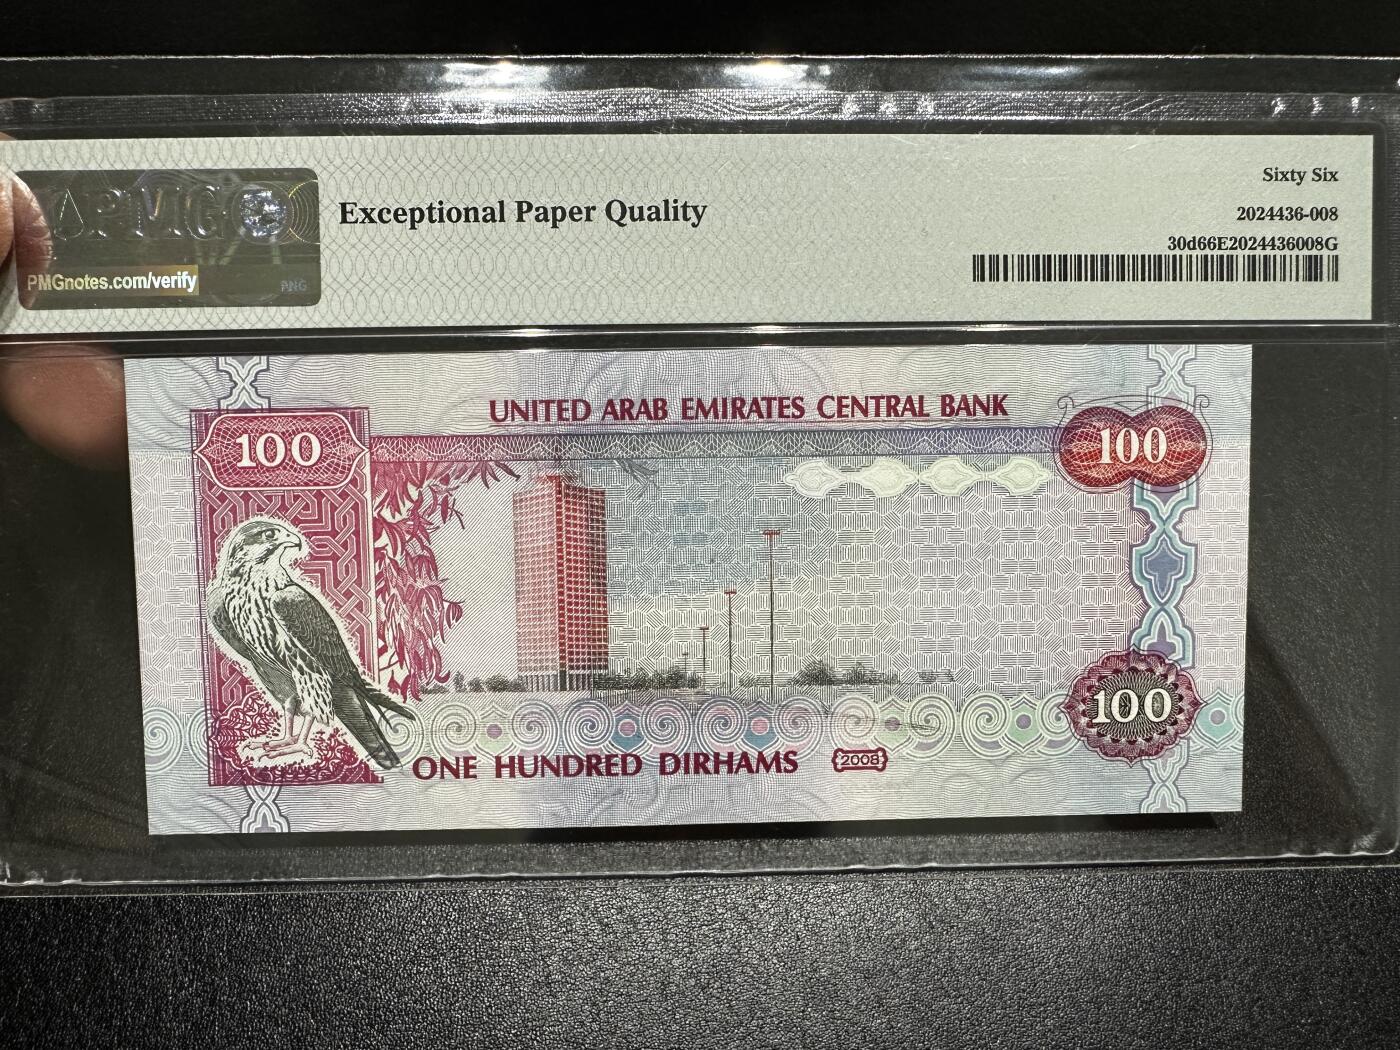 PMG
PMGnotes.com/verify
PNG
Exceptional Paper Quality
Sixty Six
2024436-008
30d66E2024436008G
UNITED ARAB EMIRATES CENTRAL BANK
100
100
100
ONE HUNDRED DIRHAMS
2008